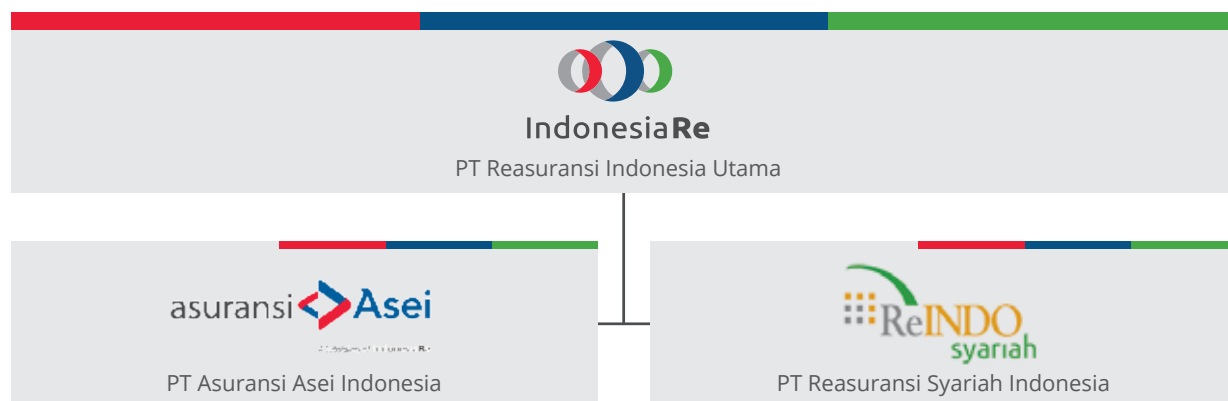 IndonesiaRe
PT Reasuransi Indonesia Utama
asuransi Asei
PT Asuransi Asei Indonesia
ReINDO
syariah
PT Reasuransi Syariah Indonesia